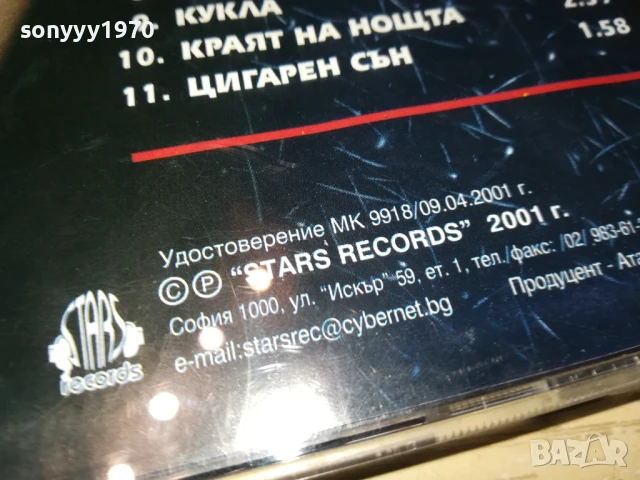 sonyyy1970
9. КУКЛА
10. КРАЯТ НА НОЩТА
11. ЦИГАРЕН СЪН 1.58
Удостоверение МК 9918/09.04.2001 г.
© ℗ "STARS RECORDS" 2001 г.
София 1000, ул. "Искър" 59, ет. 1, тел./факс: /02/ 983-61-
e-mail:starsrec@cybernet.bg Продуцент - Ата
STARS
records
BAZAR